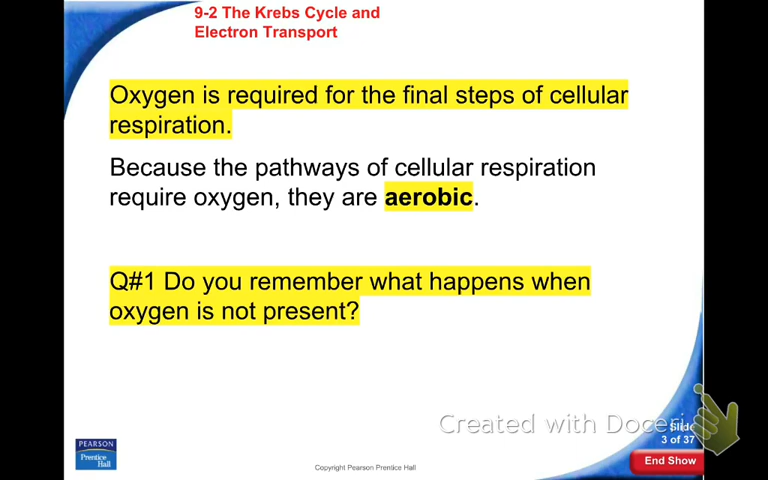 9-2 The Krebs Cycle and
Electron Transport
Oxygen is required for the final steps of cellular
respiration.
Because the pathways of cellular respiration
require oxygen, they are aerobic.
Q#1 Do you remember what happens when
oxygen is not present?
Created with Doceri
Slide
3 of 37
End Show
PEARSON
Prentice
Hall
Copyright Pearson Prentice Hall